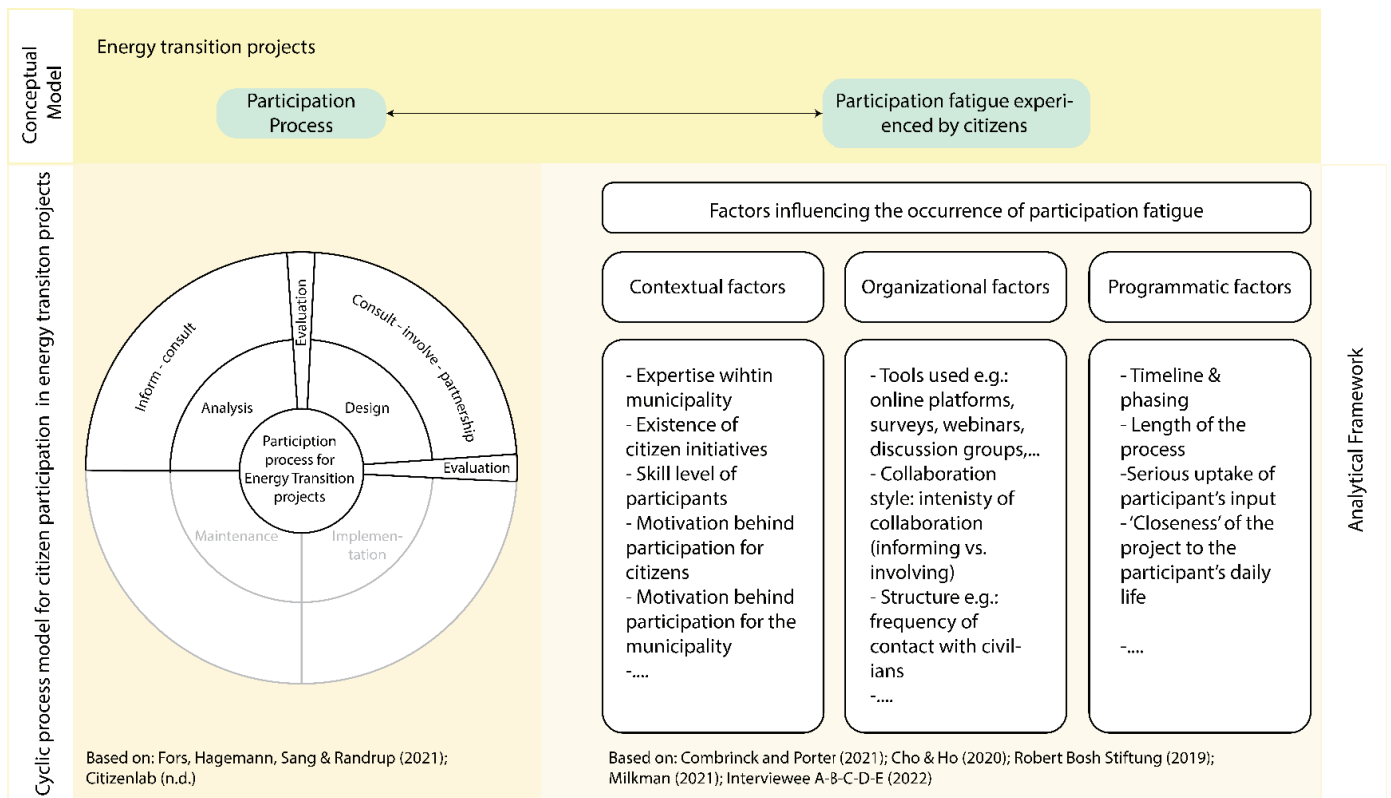 Conceptual
Model
Energy transition projects
Participation
Process
Participation fatigue experi-
enced by citizens
Cyclic process model for citizen participation in energy transiton projects
Inform - consult
Evaluation
Consult - involve - partnership
Analysis
Design
Particiption
process for
Energy Transition
projects
Evaluation
Maintenance
Implemen-
tation
Based on: Fors, Hagemann, Sang & Randrup (2021);
Citizenlab (n.d.)
Factors influencing the occurrence of participation fatigue
Contextual factors
- Expertise wihtin
municipality
- Existence of
citizen initiatives
- Skill level of
participants
- Motivation behind
participation for
citizens
- Motivation behind
participation for the
municipality
-....
Organizational factors
- Tools used e.g.:
online platforms,
surveys, webinars,
discussion groups,...
- Collaboration
style: intenisty of
collaboration
(informing vs.
involving)
- Structure e.g.:
frequency of
contact with civil-
ians
-....
Programmatic factors
- Timeline &
phasing
- Length of the
process
-Serious uptake of
participant's input
-'Closeness' of the
project to the
participant's daily
life
-....
Based on: Combrinck and Porter (2021); Cho & Ho (2020); Robert Bosh Stiftung (2019);
Milkman (2021); Interviewee A-B-C-D-E (2022)
Analytical Framework